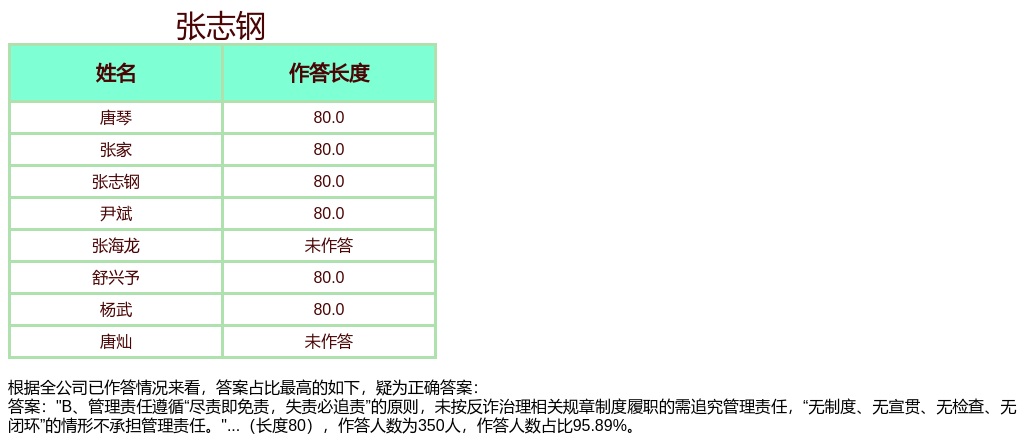 张志钢
姓名 作答长度
唐琴 80.0
张家 80.0
张志钢 80.0
尹斌 80.0
张海龙 未作答
舒兴予 80.0
杨武 80.0
唐灿 未作答
根据全公司已作答情况来看，答案占比最高的如下，疑为正确答案：
答案："B、管理责任遵循“尽责即免责，失责必追责”的原则，未按反诈治理相关规章制度履职的需追究管理责任，“无制度、无宣贯、无检查、无
闭环”的情形不承担管理责任。"...（长度80），作答人数为350人，作答人数占比95.89%。